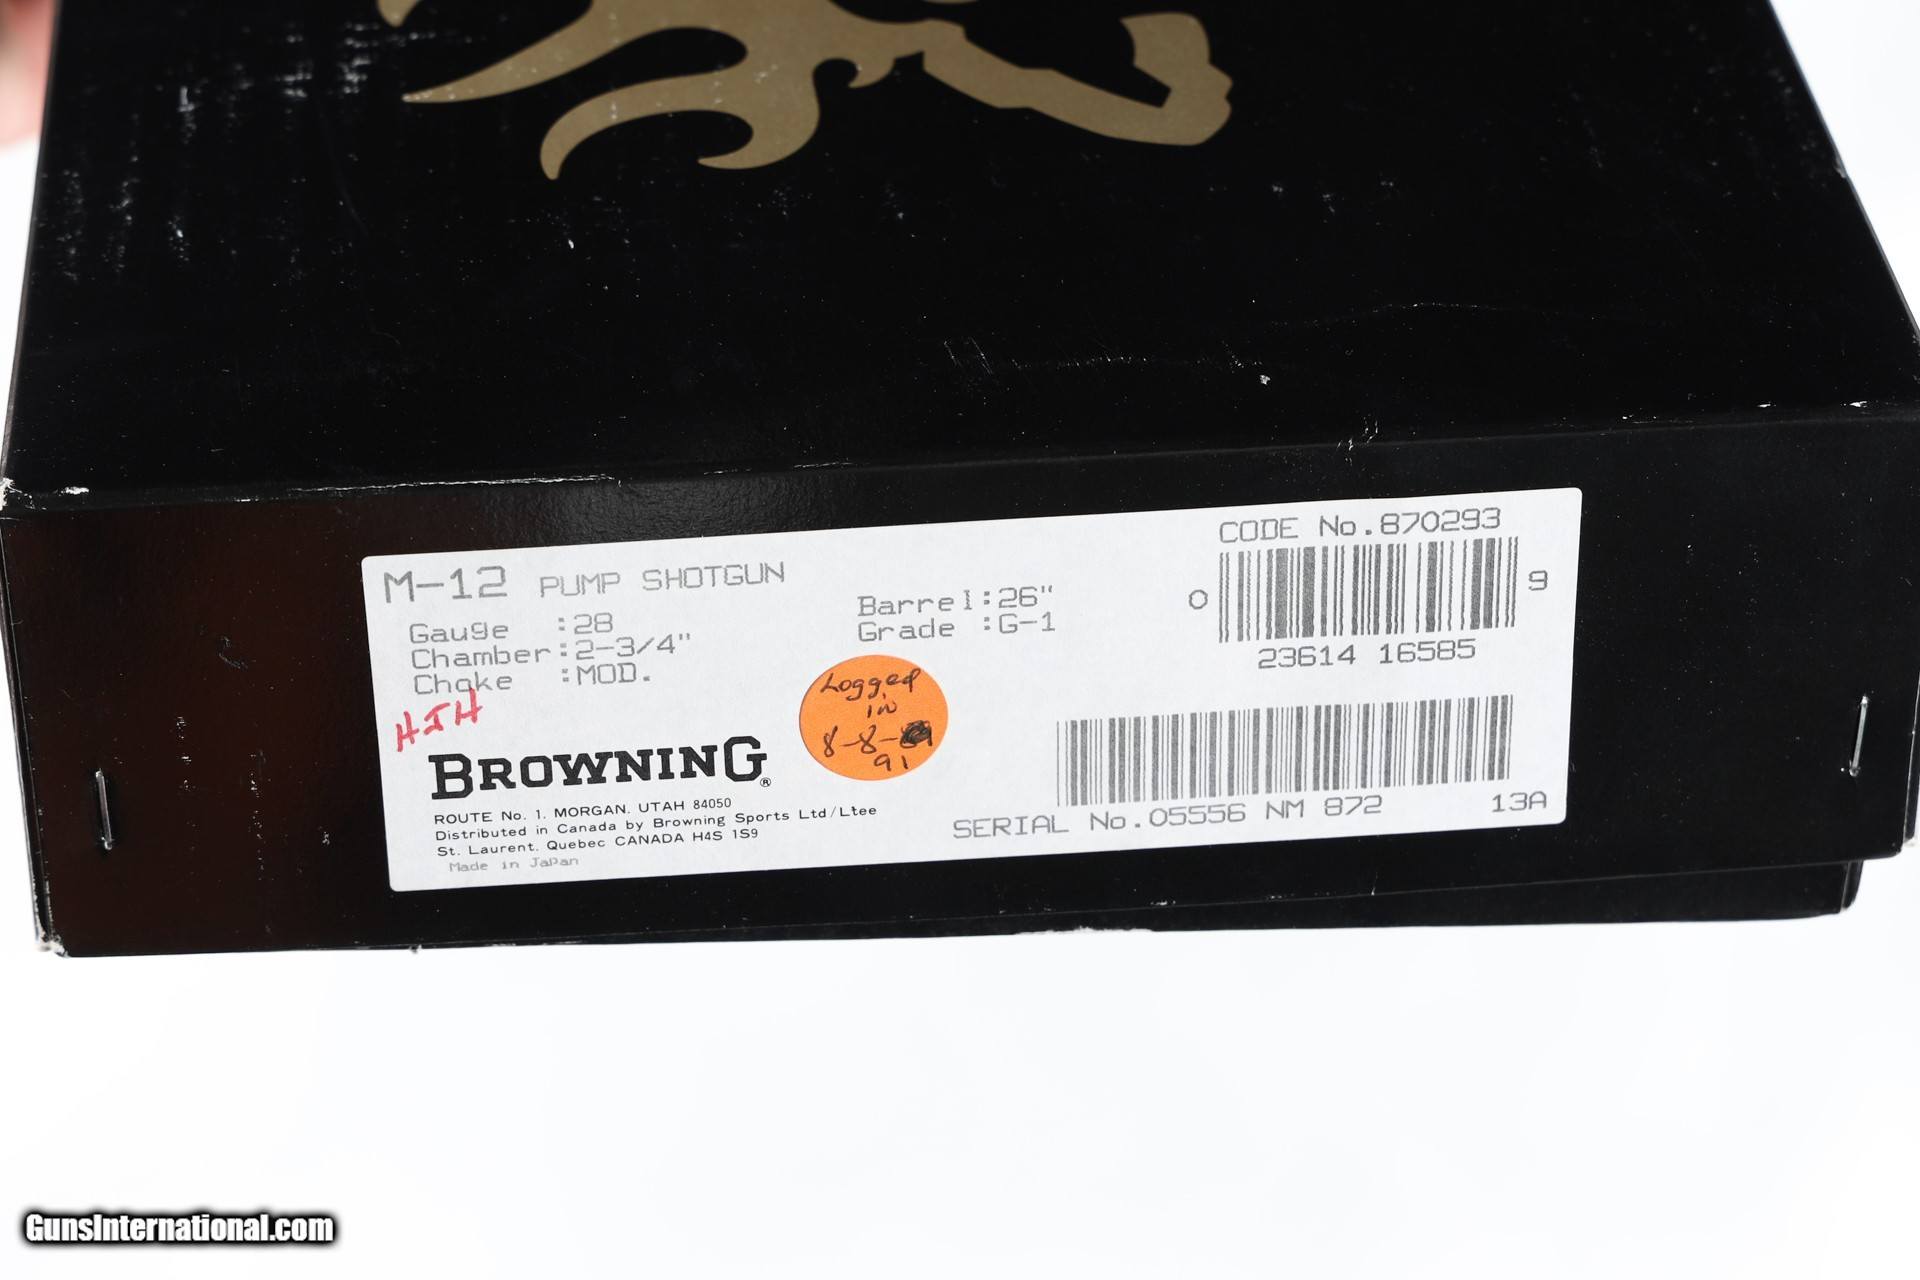 M-12 PUMP SHOTGUN
Gauge :28
Chamber:2-3/4"
Choke :MOD.
Barrel:26"
Grade :G-1
CODE No.870293
0 9
23614 16585
HJH
Logged
in
8-8-
91
BROWNING®
ROUTE No. 1. MORGAN. UTAH 84050
Distributed in Canada by Browning Sports Ltd/Ltee
St. Laurent. Quebec CANADA H4S 1S9
Made in Japan
SERIAL No.05556 NM 872 13A
GunsInternational.com